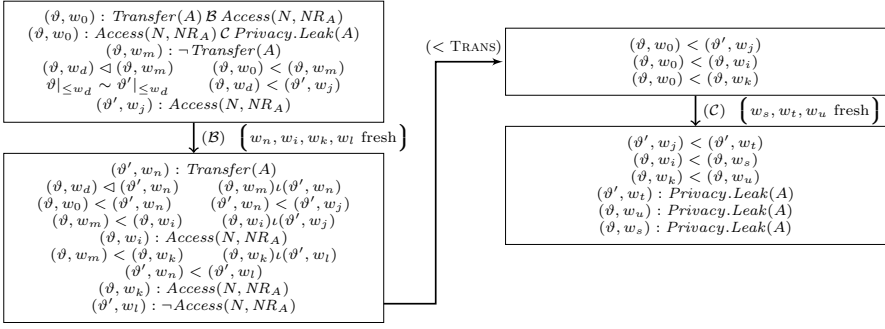 (ϑ, w₀) : Transfer(A) ℬ Access(N, NR_A)
(ϑ, w₀) : Access(N, NR_A) 𝒞 Privacy.Leak(A)
(ϑ, w_m) : ¬Transfer(A)
(ϑ, w_d) ⊲ (ϑ, w_m) (ϑ, w₀) < (ϑ, w_m)
ϑ|_{≤w_d} ∼ ϑ′|_{≤w_d} (ϑ, w_d) < (ϑ′, w_j)
(ϑ′, w_j) : Access(N, NR_A)
(ℬ) { w_n, w_i, w_k, w_l fresh }
(ϑ′, w_n) : Transfer(A)
(ϑ, w_d) ⊲ (ϑ′, w_n) (ϑ, w_m)ι(ϑ′, w_n)
(ϑ, w₀) < (ϑ′, w_n) (ϑ′, w_n) < (ϑ′, w_j)
(ϑ, w_m) < (ϑ, w_i) (ϑ, w_i)ι(ϑ′, w_j)
(ϑ, w_i) : Access(N, NR_A)
(ϑ, w_m) < (ϑ, w_k) (ϑ, w_k)ι(ϑ′, w_l)
(ϑ′, w_n) < (ϑ′, w_l)
(ϑ, w_k) : Access(N, NR_A)
(ϑ′, w_l) : ¬Access(N, NR_A)
(< TRANS)
(ϑ, w₀) < (ϑ′, w_j)
(ϑ, w₀) < (ϑ, w_i)
(ϑ, w₀) < (ϑ, w_k)
(𝒞) { w_s, w_t, w_u fresh }
(ϑ′, w_j) < (ϑ′, w_t)
(ϑ, w_i) < (ϑ, w_s)
(ϑ, w_k) < (ϑ, w_u)
(ϑ′, w_t) : Privacy.Leak(A)
(ϑ, w_u) : Privacy.Leak(A)
(ϑ, w_s) : Privacy.Leak(A)